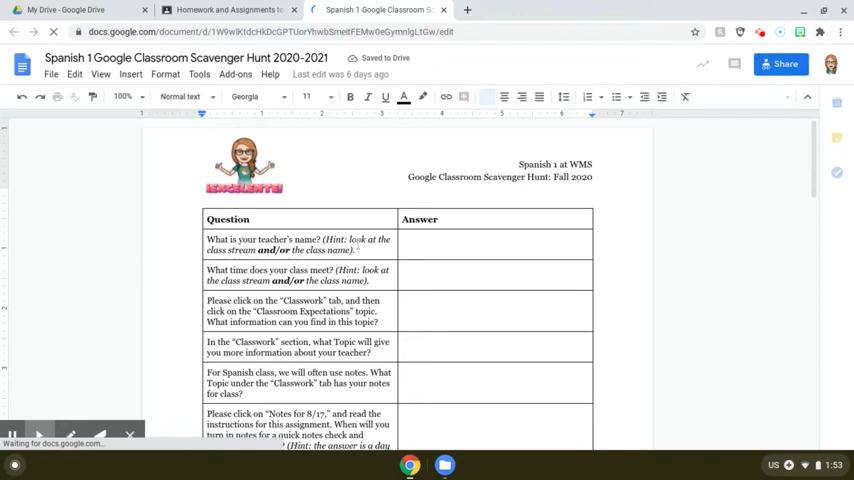 My Drive - Google Drive
Homework and Assignments to
Spanish 1 Google Classroom Sc
docs.google.com/document/d/1W9wlKtdcHkDcGPTUorYhwbSmeitFEMw0eGymnlgLtGw/edit
Spanish 1 Google Classroom Scavenger Hunt 2020-2021
Saved to Drive
File Edit View Insert Format Tools Add-ons Help Last edit was 6 days ago
Share
100% Normal text Georgia 11 B I U A
1 1 2 3 4 5 6 7
¡EXCELENTE!
Spanish 1 at WMS
Google Classroom Scavenger Hunt: Fall 2020
Question Answer
What is your teacher's name? (Hint: look at the
class stream and/or the class name).
What time does your class meet? (Hint: look at
the class stream and/or the class name).
Please click on the "Classwork" tab, and then
click on the "Classroom Expectations" topic.
What information can you find in this topic?
In the "Classwork" section, what Topic will give
you more information about your teacher?
For Spanish class, we will often use notes. What
Topic under the "Classwork" tab has your notes
for class?
Please click on "Notes for 8/17," and read the
instructions for this assignment. When will you
turn in notes for a quick notes check and
? (Hint: the answer is a day
Waiting for docs.google.com...
US 1:53